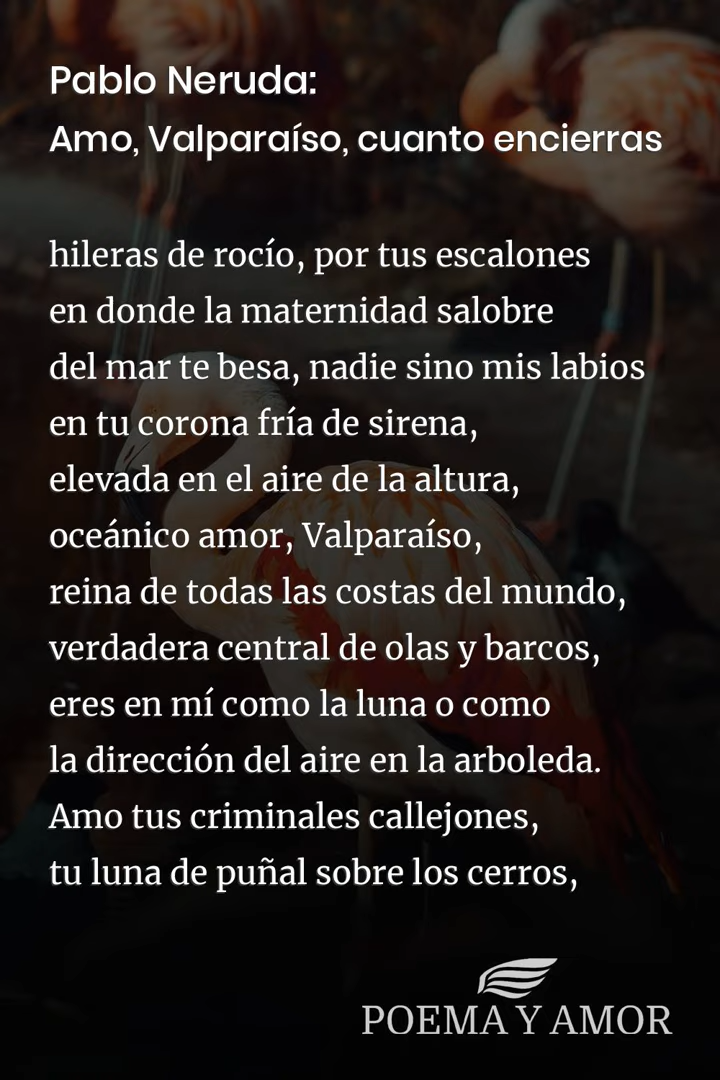 Pablo Neruda:
Amo, Valparaíso, cuanto encierras
hileras de rocío, por tus escalones
en donde la maternidad salobre
del mar te besa, nadie sino mis labios
en tu corona fría de sirena,
elevada en el aire de la altura,
oceánico amor, Valparaíso,
reina de todas las costas del mundo,
verdadera central de olas y barcos,
eres en mí como la luna o como
la dirección del aire en la arboleda.
Amo tus criminales callejones,
tu luna de puñal sobre los cerros,
POEMA Y AMOR